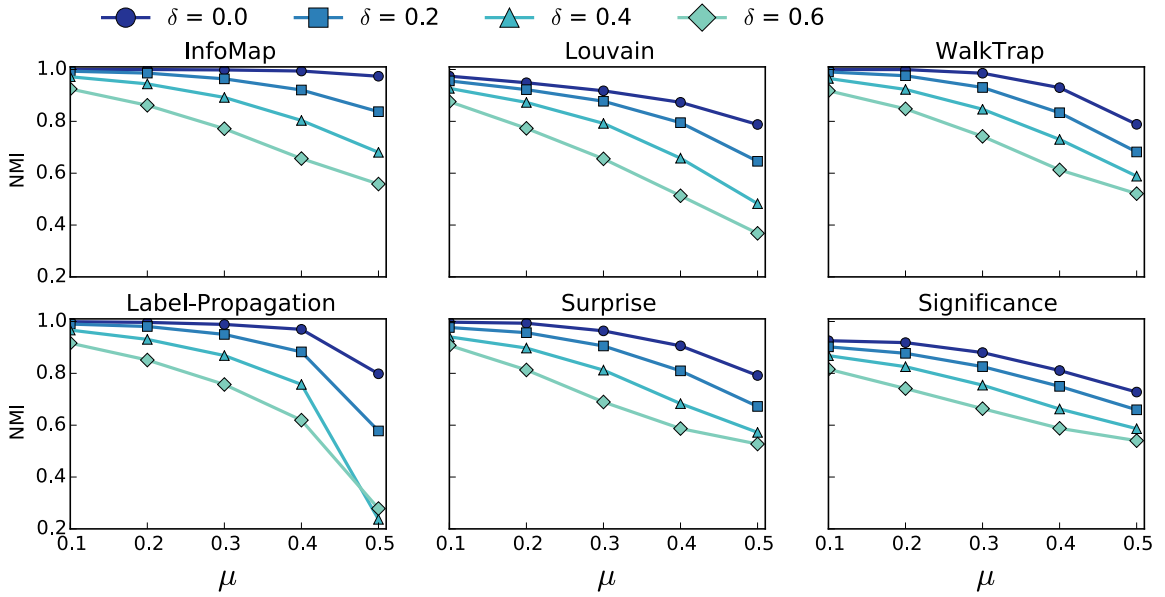 δ = 0.0 δ = 0.2 δ = 0.4 δ = 0.6
InfoMap Louvain WalkTrap
1.0
0.8
NMI
0.6
0.4
0.2
Label-Propagation Surprise Significance
1.0
0.8
NMI
0.6
0.4
0.2
0.1 0.2 0.3 0.4 0.5 0.1 0.2 0.3 0.4 0.5 0.1 0.2 0.3 0.4 0.5
μ μ μ